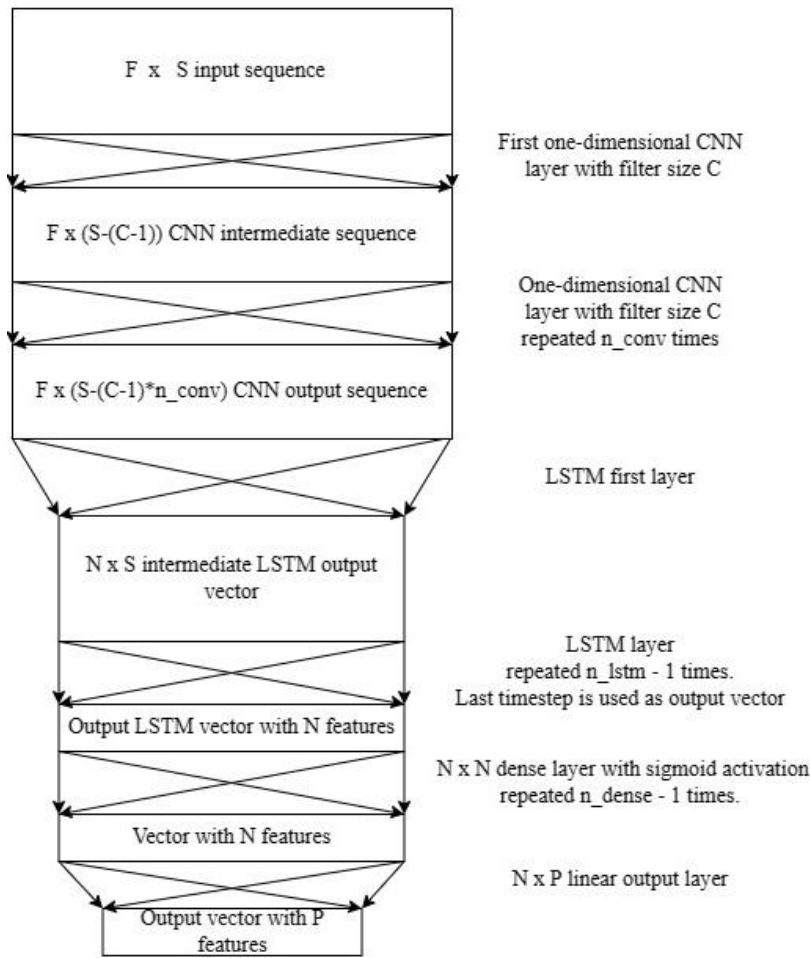 F x S input sequence
First one-dimensional CNN
layer with filter size C
F x (S-(C-1)) CNN intermediate sequence
One-dimensional CNN
layer with filter size C
repeated n_conv times
F x (S-(C-1)*n_conv) CNN output sequence
LSTM first layer
N x S intermediate LSTM output
vector
LSTM layer
repeated n_lstm - 1 times.
Last timestep is used as output vector
Output LSTM vector with N features
N x N dense layer with sigmoid activation
repeated n_dense - 1 times.
Vector with N features
N x P linear output layer
Output vector with P
features